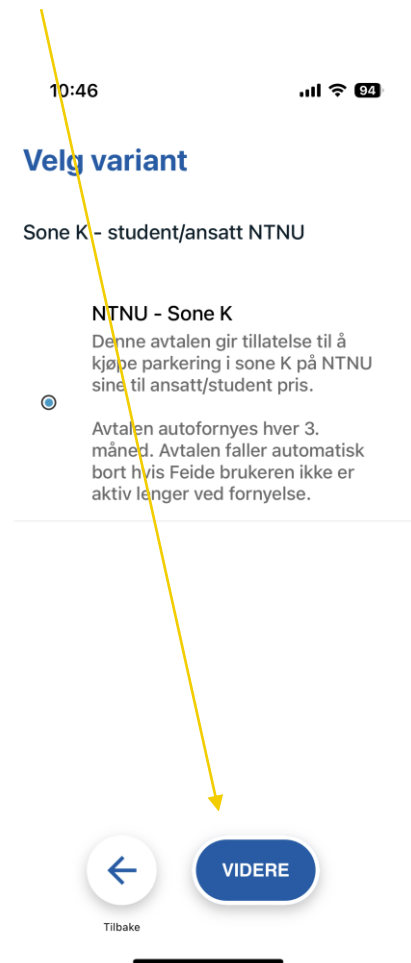 10:46
94
Velg variant
Sone K - student/ansatt NTNU
NTNU - Sone K
Denne avtalen gir tillatelse til å
kjøpe parkering i sone K på NTNU
sine til ansatt/student pris.
Avtalen autofornyes hver 3.
måned. Avtalen faller automatisk
bort hvis Feide brukeren ikke er
aktiv lenger ved fornyelse.
VIDERE
Tilbake